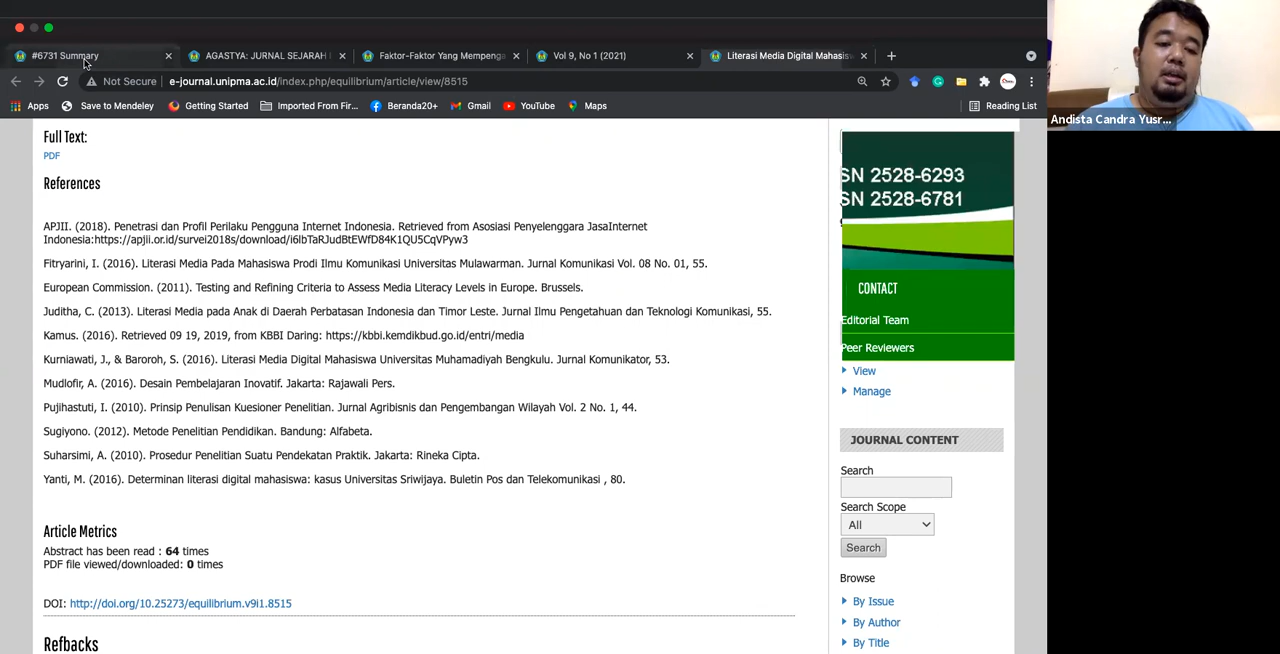 #6731 Summary
AGASTYA: JURNAL SEJARAH
Faktor-Faktor Yang Mempenga
Vol 9, No 1 (2021)
Literasi Media Digital Mahasis
Not Secure
e-journal.unipma.ac.id/index.php/equilibrium/article/view/8515
Apps
Save to Mendeley
Getting Started
Imported From Fir...
Beranda20+
Gmail
YouTube
Maps
Reading List
Andista Candra Yusr...
Full Text:
PDF
References
APJII. (2018). Penetrasi dan Profil Perilaku Pengguna Internet Indonesia. Retrieved from Asosiasi Penyelenggara JasaInternet
Indonesia:https://apjii.or.id/survei2018s/download/i6lbTaRJudBtEWfD84K1QU5CqVPyw3
Fitryarini, I. (2016). Literasi Media Pada Mahasiswa Prodi Ilmu Komunikasi Universitas Mulawarman. Jurnal Komunikasi Vol. 08 No. 01, 55.
European Commission. (2011). Testing and Refining Criteria to Assess Media Literacy Levels in Europe. Brussels.
Juditha, C. (2013). Literasi Media pada Anak di Daerah Perbatasan Indonesia dan Timor Leste. Jurnal Ilmu Pengetahuan dan Teknologi Komunikasi, 55.
Kamus. (2016). Retrieved 09 19, 2019, from KBBI Daring: https://kbbi.kemdikbud.go.id/entri/media
Kurniawati, J., & Baroroh, S. (2016). Literasi Media Digital Mahasiswa Universitas Muhamadiyah Bengkulu. Jurnal Komunikator, 53.
Mudlofir, A. (2016). Desain Pembelajaran Inovatif. Jakarta: Rajawali Pers.
Pujihastuti, I. (2010). Prinsip Penulisan Kuesioner Penelitian. Jurnal Agribisnis dan Pengembangan Wilayah Vol. 2 No. 1, 44.
Sugiyono. (2012). Metode Penelitian Pendidikan. Bandung: Alfabeta.
Suharsimi, A. (2010). Prosedur Penelitian Suatu Pendekatan Praktik. Jakarta: Rineka Cipta.
Yanti, M. (2016). Determinan literasi digital mahasiswa: kasus Universitas Sriwijaya. Buletin Pos dan Telekomunikasi , 80.
Article Metrics
Abstract has been read : 64 times
PDF file viewed/downloaded: 0 times
DOI: http://doi.org/10.25273/equilibrium.v9i1.8515
Refbacks
SN 2528-6293
SN 2528-6781
CONTACT
Editorial Team
Peer Reviewers
View
Manage
JOURNAL CONTENT
Search
Search Scope
All
Search
Browse
By Issue
By Author
By Title